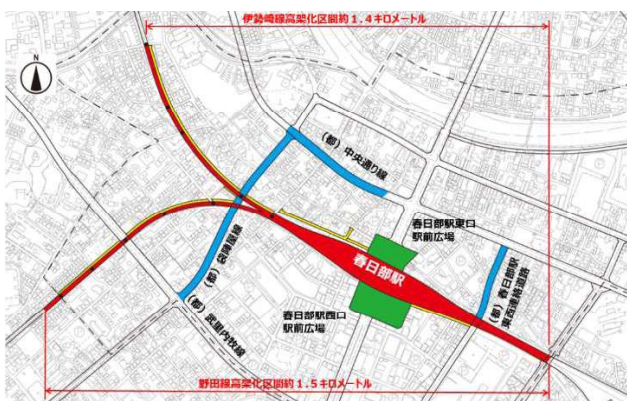 伊勢崎線高架化区間約1.4キロメートル
N
(都)中央通り線
春日部駅東口
駅前広場
春日部駅
(都)袋陣屋線
(都)武里内牧線
春日部駅西口
駅前広場
(都)春日部駅
東西連絡道路
野田線高架化区間約1.5キロメートル